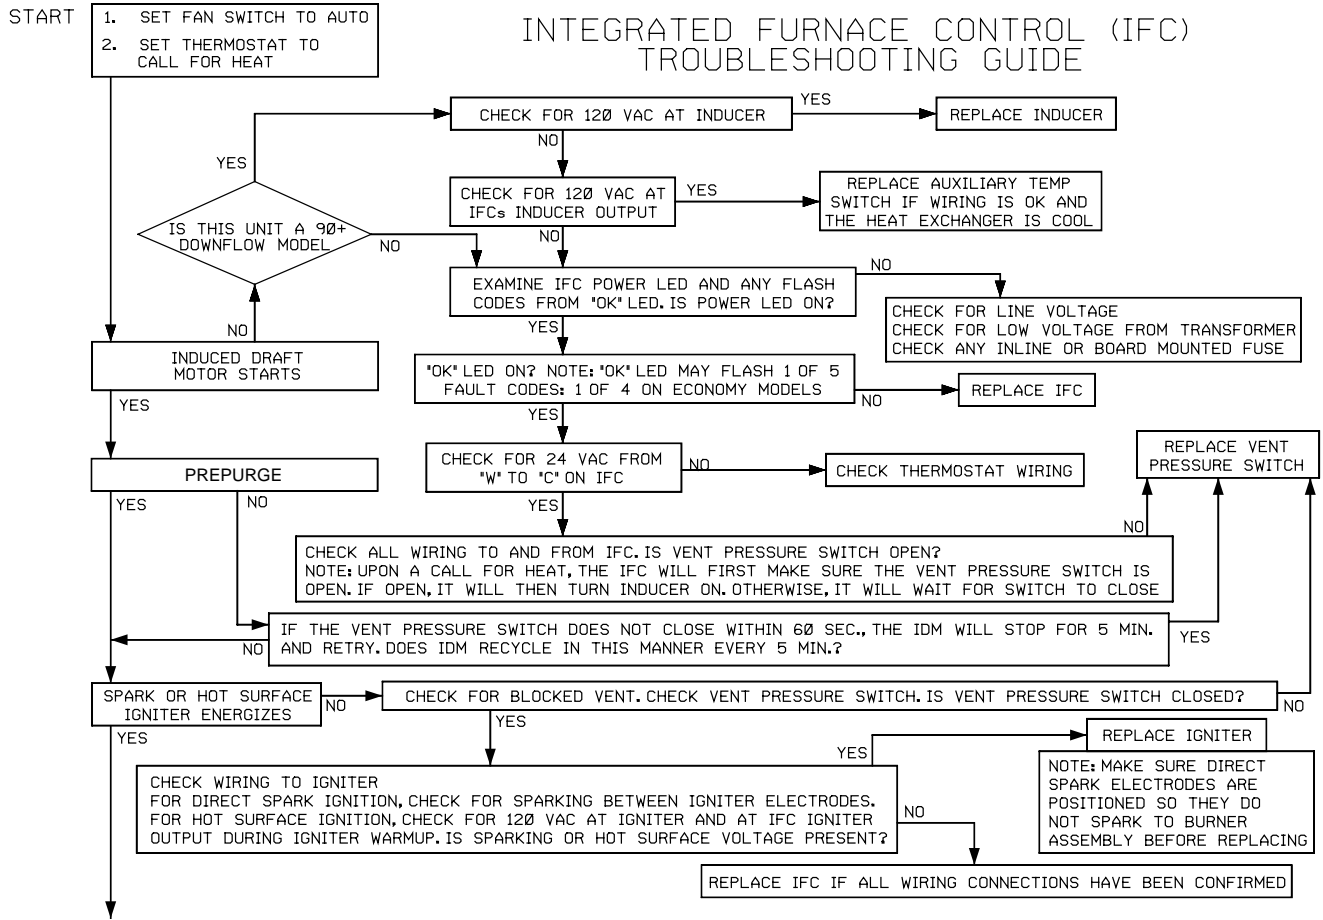 START
1. SET FAN SWITCH TO AUTO
2. SET THERMOSTAT TO
CALL FOR HEAT
INTEGRATED FURNACE CONTROL (IFC)
TROUBLESHOOTING GUIDE
CHECK FOR 120 VAC AT INDUCER
YES
REPLACE INDUCER
NO
YES
CHECK FOR 120 VAC AT
IFCs INDUCER OUTPUT
YES
REPLACE AUXILIARY TEMP
SWITCH IF WIRING IS OK AND
THE HEAT EXCHANGER IS COOL
IS THIS UNIT A 90+
DOWNFLOW MODEL
NO
NO
EXAMINE IFC POWER LED AND ANY FLASH
CODES FROM "OK" LED. IS POWER LED ON?
NO
CHECK FOR LINE VOLTAGE
CHECK FOR LOW VOLTAGE FROM TRANSFORMER
CHECK ANY INLINE OR BOARD MOUNTED FUSE
NO
YES
INDUCED DRAFT
MOTOR STARTS
"OK" LED ON? NOTE: "OK" LED MAY FLASH 1 OF 5
FAULT CODES: 1 OF 4 ON ECONOMY MODELS
NO
REPLACE IFC
YES
YES
CHECK FOR 24 VAC FROM
"W" TO "C" ON IFC
NO
CHECK THERMOSTAT WIRING
REPLACE VENT
PRESSURE SWITCH
PREPURGE
YES
NO
YES
NO
CHECK ALL WIRING TO AND FROM IFC. IS VENT PRESSURE SWITCH OPEN?
NOTE: UPON A CALL FOR HEAT, THE IFC WILL FIRST MAKE SURE THE VENT PRESSURE SWITCH IS
OPEN. IF OPEN, IT WILL THEN TURN INDUCER ON. OTHERWISE, IT WILL WAIT FOR SWITCH TO CLOSE
IF THE VENT PRESSURE SWITCH DOES NOT CLOSE WITHIN 60 SEC., THE IDM WILL STOP FOR 5 MIN.
AND RETRY. DOES IDM RECYCLE IN THIS MANNER EVERY 5 MIN.?
YES
NO
SPARK OR HOT SURFACE
IGNITER ENERGIZES
NO
CHECK FOR BLOCKED VENT. CHECK VENT PRESSURE SWITCH. IS VENT PRESSURE SWITCH CLOSED?
NO
YES
YES
CHECK WIRING TO IGNITER
FOR DIRECT SPARK IGNITION, CHECK FOR SPARKING BETWEEN IGNITER ELECTRODES.
FOR HOT SURFACE IGNITION, CHECK FOR 120 VAC AT IGNITER AND AT IFC IGNITER
OUTPUT DURING IGNITER WARMUP. IS SPARKING OR HOT SURFACE VOLTAGE PRESENT?
YES
REPLACE IGNITER
NOTE: MAKE SURE DIRECT
SPARK ELECTRODES ARE
POSITIONED SO THEY DO
NOT SPARK TO BURNER
ASSEMBLY BEFORE REPLACING
NO
REPLACE IFC IF ALL WIRING CONNECTIONS HAVE BEEN CONFIRMED